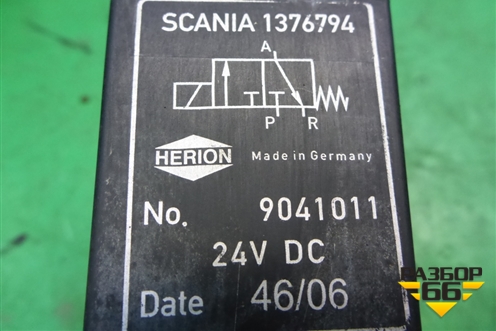 SCANIA 1376794
A
P R
HERION Made in Germany
No. 9041011
24V DC
Date 46/06
РАЗБОР
66